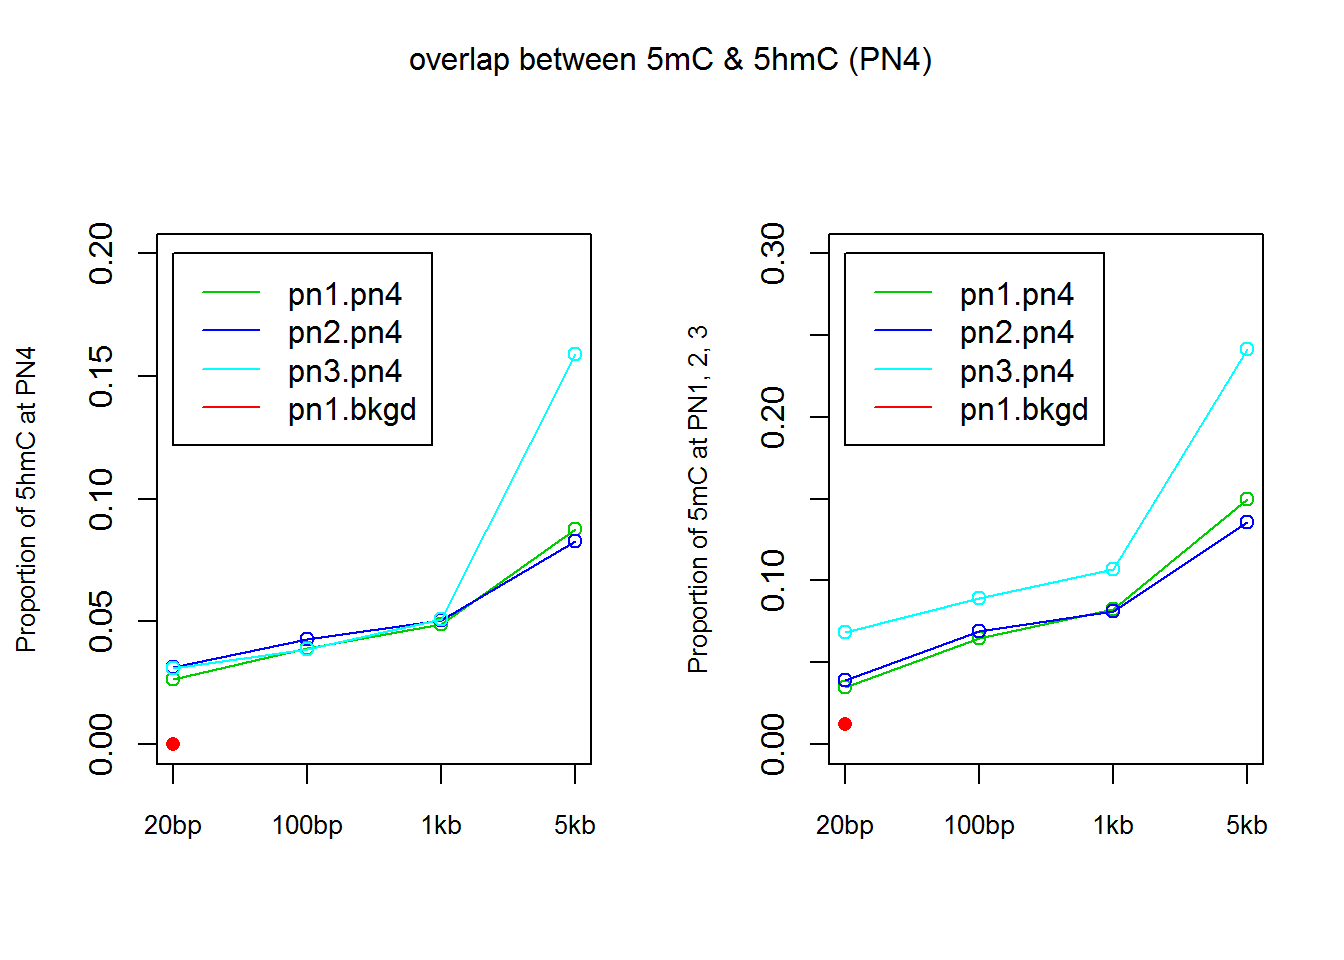 overlap between 5mC & 5hmC (PN4)
Proportion of 5hmC at PN4
0.20
0.15
0.10
0.05
0.00
pn1.pn4
pn2.pn4
pn3.pn4
pn1.bkgd
20bp 100bp 1kb 5kb
Proportion of 5mC at PN1, 2, 3
0.30
0.20
0.10
0.00
pn1.pn4
pn2.pn4
pn3.pn4
pn1.bkgd
20bp 100bp 1kb 5kb